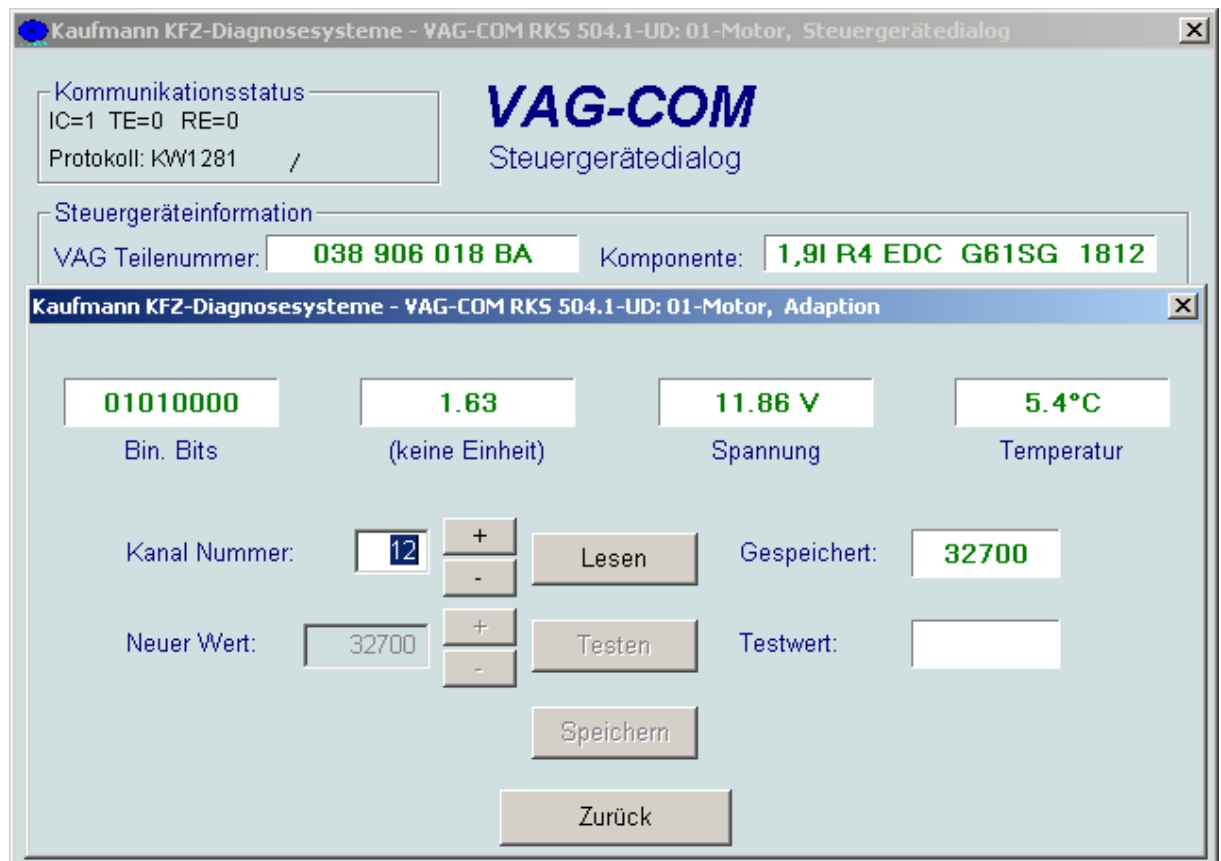 Kaufmann KFZ-Diagnosesysteme - VAG-COM RKS 504.1-UD: 01-Motor, Steuergerätedialog
Kommunikationsstatus
IC=1 TE=0 RE=0
Protokoll: KW1281 /
VAG-COM
Steuergerätedialog
Steuergeräteinformation
VAG Teilenummer: 038 906 018 BA Komponente: 1,9l R4 EDC G61SG 1812
Kaufmann KFZ-Diagnosesysteme - VAG-COM RKS 504.1-UD: 01-Motor, Adaption
01010000 1.63 11.86 V 5.4°C
Bin. Bits (keine Einheit) Spannung Temperatur
Kanal Nummer: 12 + - Lesen Gespeichert: 32700
Neuer Wert: 32700 + - Testen Testwert:
Speichern
Zurück